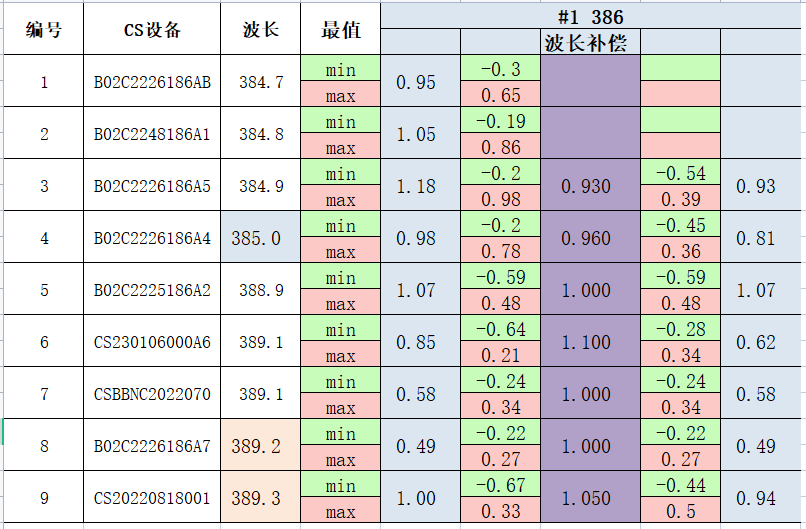 编号 CS设备 波长 最值 #1 386
波长补偿
1 B02C2226186AB 384.7 min 0.95 -0.3
max 0.65
2 B02C2248186A1 384.8 min 1.05 -0.19
max 0.86
3 B02C2226186A5 384.9 min 1.18 -0.2 0.930 -0.54 0.93
max 0.98 0.39
4 B02C2226186A4 385.0 min 0.98 -0.2 0.960 -0.45 0.81
max 0.78 0.36
5 B02C2225186A2 388.9 min 1.07 -0.59 1.000 -0.59 1.07
max 0.48 0.48
6 CS230106000A6 389.1 min 0.85 -0.64 1.100 -0.28 0.62
max 0.21 0.34
7 CSBBNC2022070 389.1 min 0.58 -0.24 1.000 -0.24 0.58
max 0.34 0.34
8 B02C2226186A7 389.2 min 0.49 -0.22 1.000 -0.22 0.49
max 0.27 0.27
9 CS20220818001 389.3 min 1.00 -0.67 1.050 -0.44 0.94
max 0.33 0.5